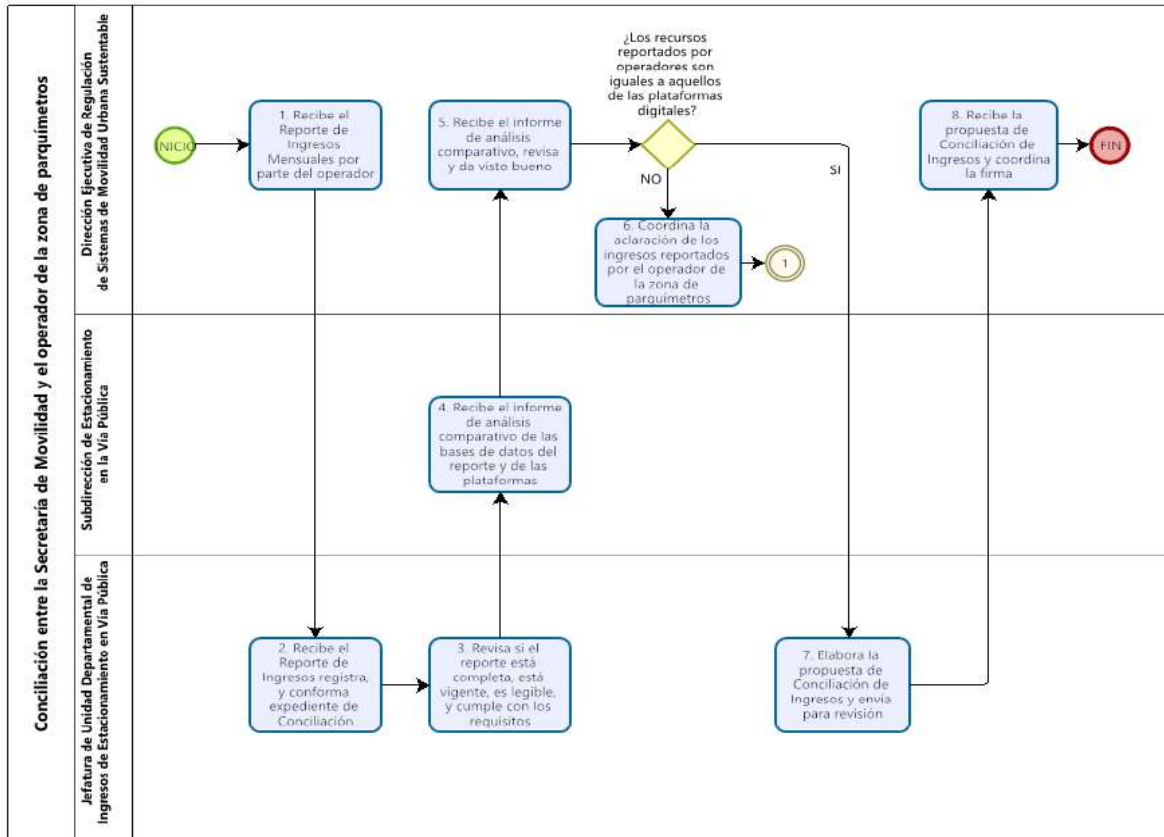 Conciliación entre la Secretaría de Movilidad y el operador de la zona de parquímetros
Dirección Ejecutiva de Regulación
de Sistemas de Movilidad Urbana Sustentable
INICIO
1. Recibe el
Reporte de
Ingresos
Mensuales por
parte del operador
5. Recibe el informe
de análisis
comparativo, revisa
y da visto bueno
¿Los recursos
reportados por
operadores son
iguales a aquellos
de las plataformas
digitales?
NO
SI
6. Coordina la
aclaración de los
ingresos reportados
por el operador de
la zona de
parquímetros
1
8. Recibe la
propuesta de
Conciliación de
Ingresos y coordina
la firma
FIN
Subdirección de Estacionamiento
en la Vía Pública
4. Recibe el informe
de análisis
comparativo de las
bases de datos del
reporte y de las
plataformas
Jefatura de Unidad Departamental de
Ingresos de Estacionamiento en Vía Pública
2. Recibe el
Reporte de
Ingresos registra,
y conforma
expediente de
Conciliación
3. Revisa si el
reporte está
completa, está
vigente, es legible,
y cumple con los
requisitos
7. Elabora la
propuesta de
Conciliación de
Ingresos y envía
para revisión